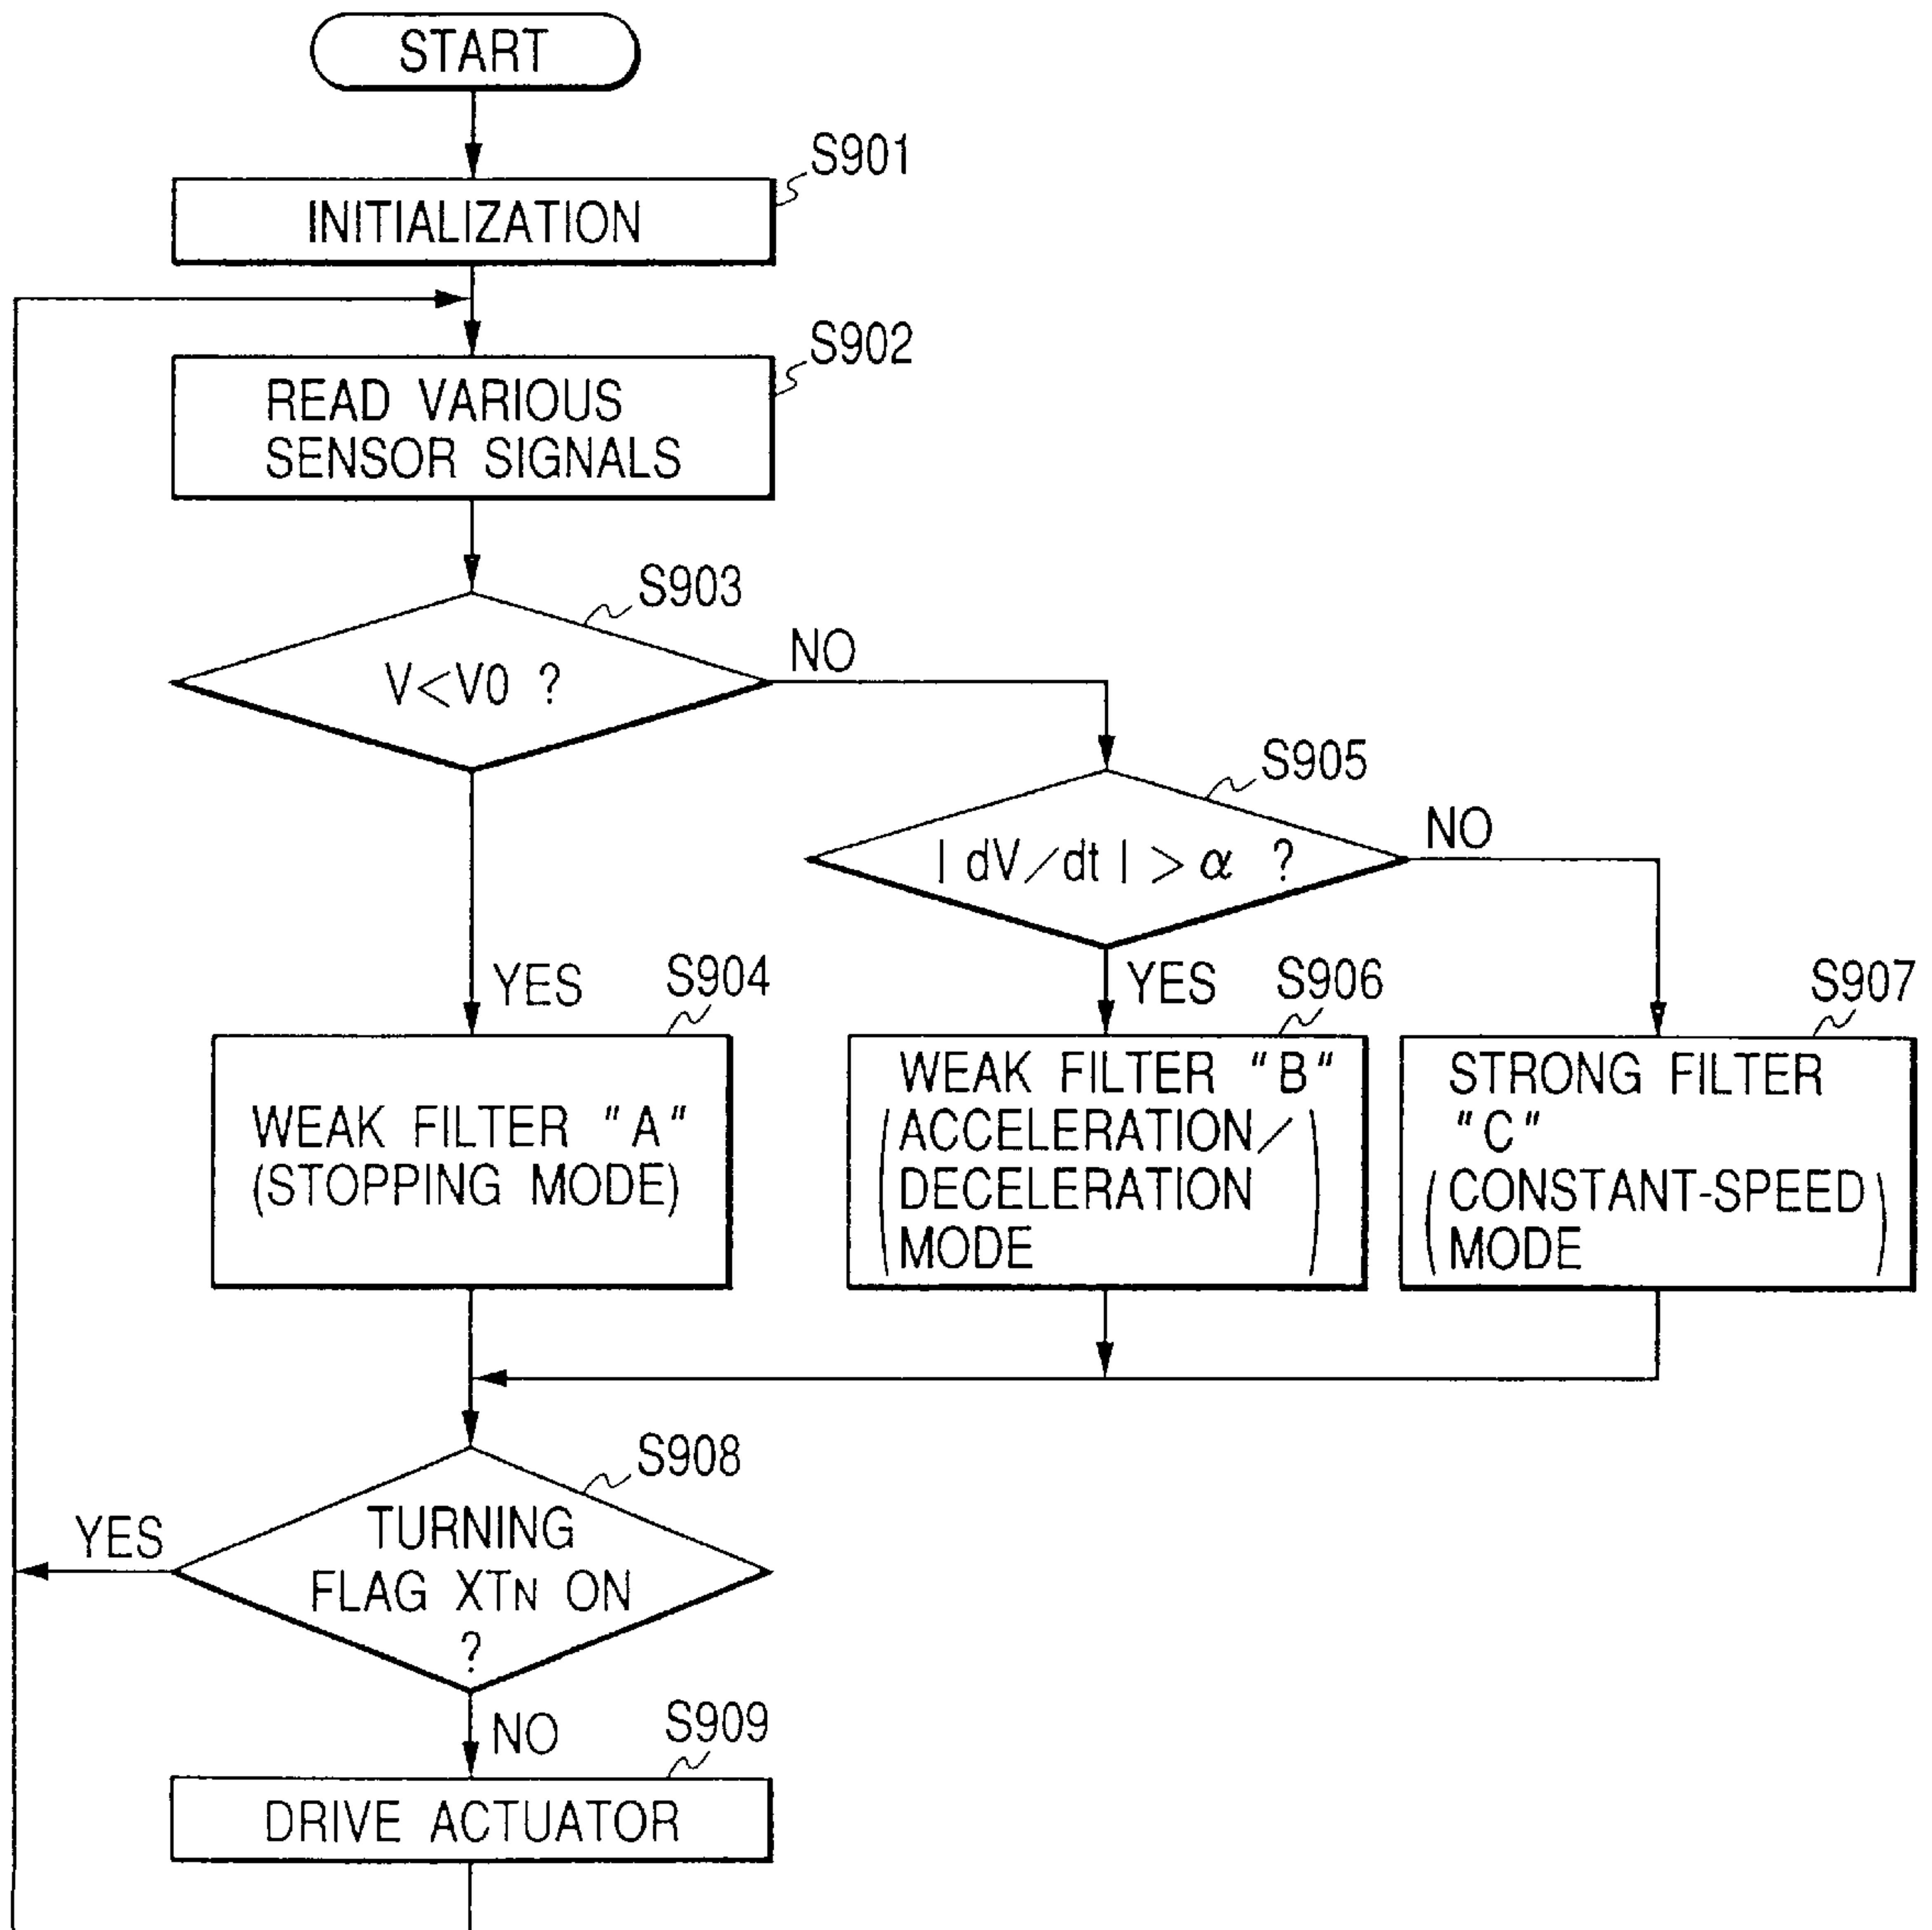 START
S901
INITIALIZATION
S902
READ VARIOUS
SENSOR SIGNALS
S903
V<V0 ?
NO
S905
| dV/dt | > α ?
NO
YES
S904
WEAK FILTER "A"
(STOPPING MODE)
YES
S906
WEAK FILTER "B"
(ACCELERATION/
DECELERATION
MODE)
S907
STRONG FILTER
"C"
(CONSTANT-SPEED
MODE)
S908
TURNING
FLAG XTN ON
?
YES
NO
S909
DRIVE ACTUATOR